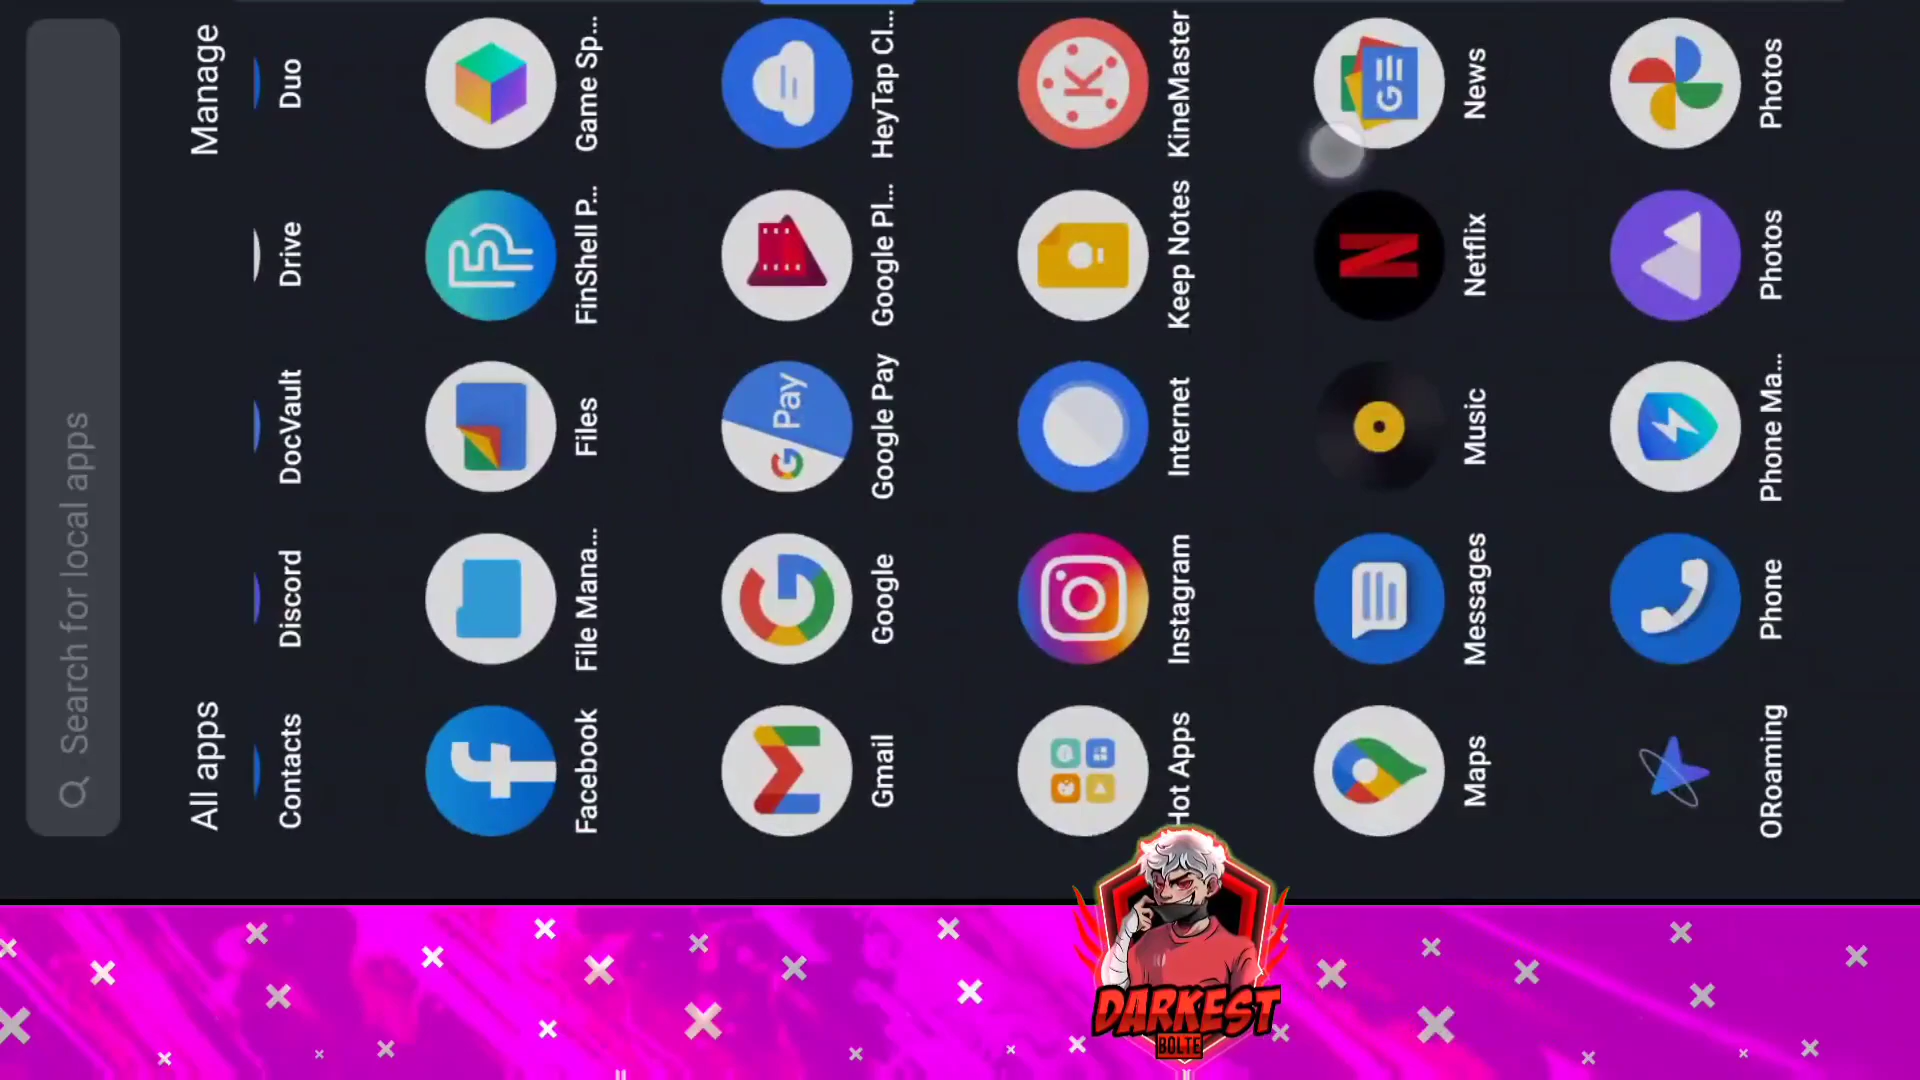 Search for local apps
All apps
Manage
Contacts
Discord
DocVault
Drive
Duo
Facebook
File Mana...
Files
FinShell P...
Game Sp...
Gmail
Google
Google Pay
Google Pl...
HeyTap Cl...
Hot Apps
Instagram
Internet
Keep Notes
KineMaster
Maps
Messages
Music
Netflix
News
ORoaming
Phone
Phone Ma...
Photos
Photos
G Pay
DARKEST
BOLTE